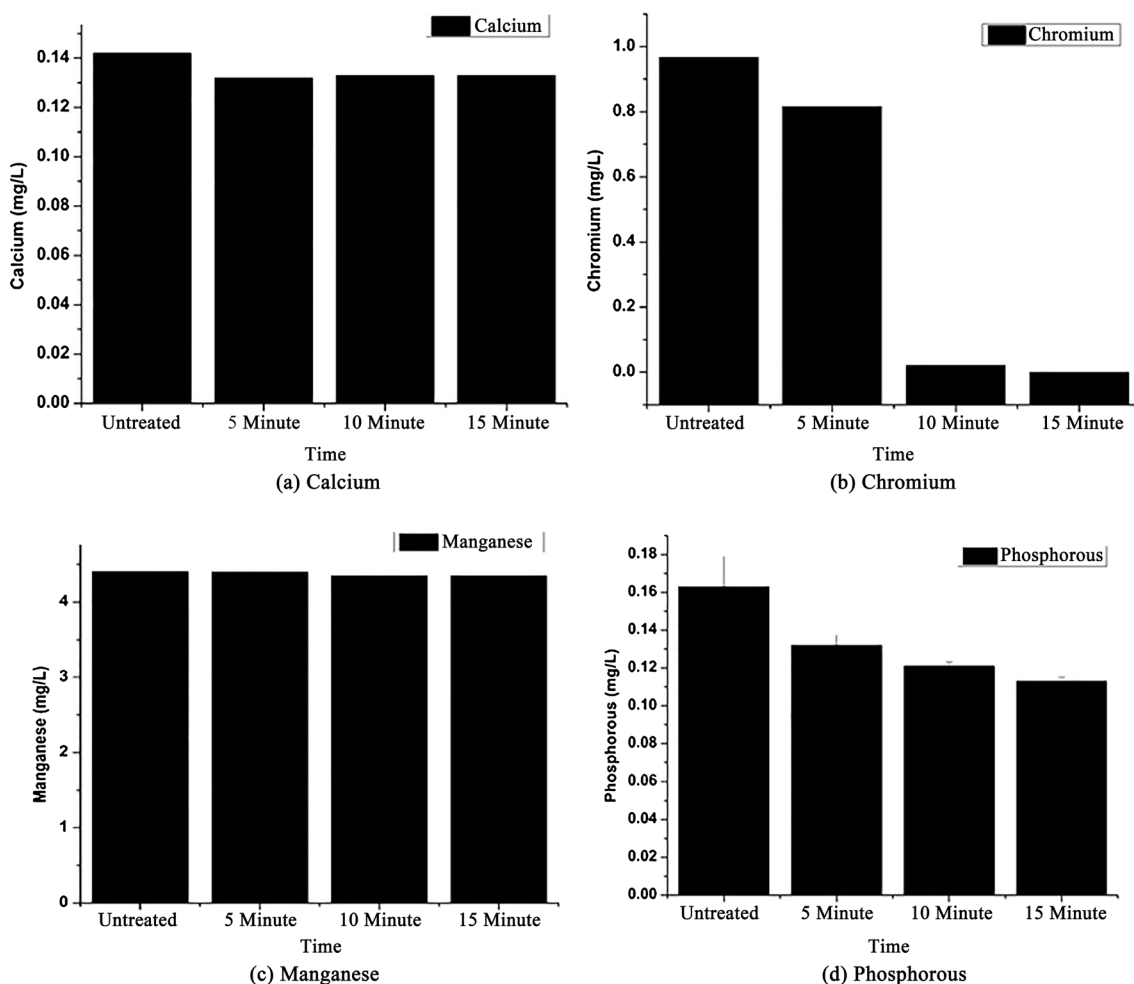 Calcium
0.14
0.12
0.10
0.08
0.06
0.04
0.02
0.00
Calcium (mg/L)
Untreated 5 Minute 10 Minute 15 Minute
Time
(a) Calcium
Chromium
1.0
0.8
0.6
0.4
0.2
0.0
Chromium (mg/L)
Untreated 5 Minute 10 Minute 15 Minute
Time
(b) Chromium
Manganese
4
3
2
1
0
Manganese (mg/L)
Untreated 5 Minute 10 Minute 15 Minute
Time
(c) Manganese
Phosphorous
0.18
0.16
0.14
0.12
0.10
0.08
0.06
0.04
0.02
0.00
Phosphorous (mg/L)
Untreated 5 Minute 10 Minute 15 Minute
Time
(d) Phosphorous